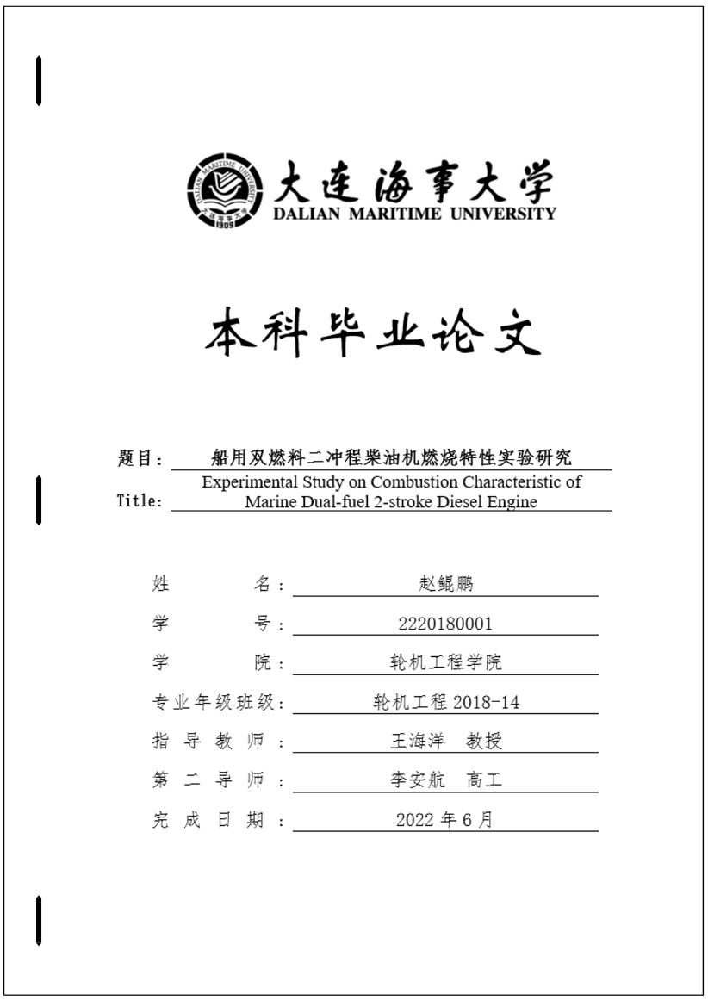 DALIAN MARITIME UNIVERSITY
大连海事大学
1909
大连海事大学
DALIAN MARITIME UNIVERSITY
本科毕业论文
题目: 船用双燃料二冲程柴油机燃烧特性实验研究
Experimental Study on Combustion Characteristic of
Title: Marine Dual-fuel 2-stroke Diesel Engine
姓名: 赵鲲鹏
学号: 2220180001
学院: 轮机工程学院
专业年级班级: 轮机工程 2018-14
指导教师: 王海洋 教授
第二导师: 李安航 高工
完成日期: 2022 年 6 月